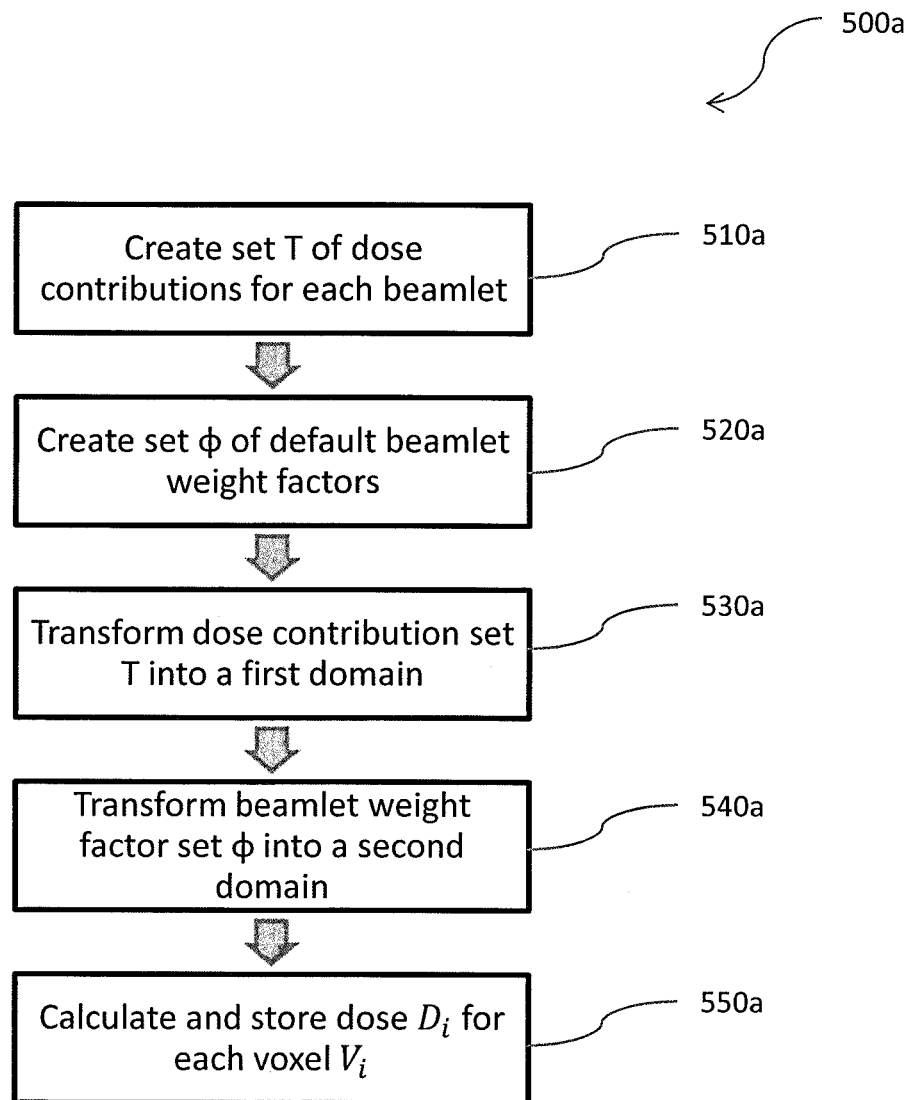 500a
Create set T of dose
contributions for each beamlet
510a
Create set ϕ of default beamlet
weight factors
520a
Transform dose contribution set
T into a first domain
530a
Transform beamlet weight
factor set ϕ into a second
domain
540a
Calculate and store dose D_i for
each voxel V_i
550a